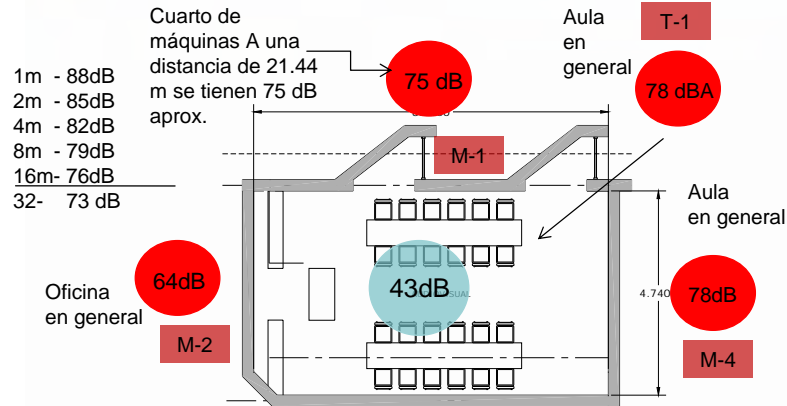 Cuarto de
máquinas A una
distancia de 21.44
m se tienen 75 dB
aprox.
1m - 88dB
2m - 85dB
4m - 82dB
8m - 79dB
16m- 76dB
32- 73 dB
75 dB
M-1
Aula
en
general
T-1
78 dBA
Aula
en general
4.740
78dB
M-4
43dB
64dB
Oficina
en general
M-2